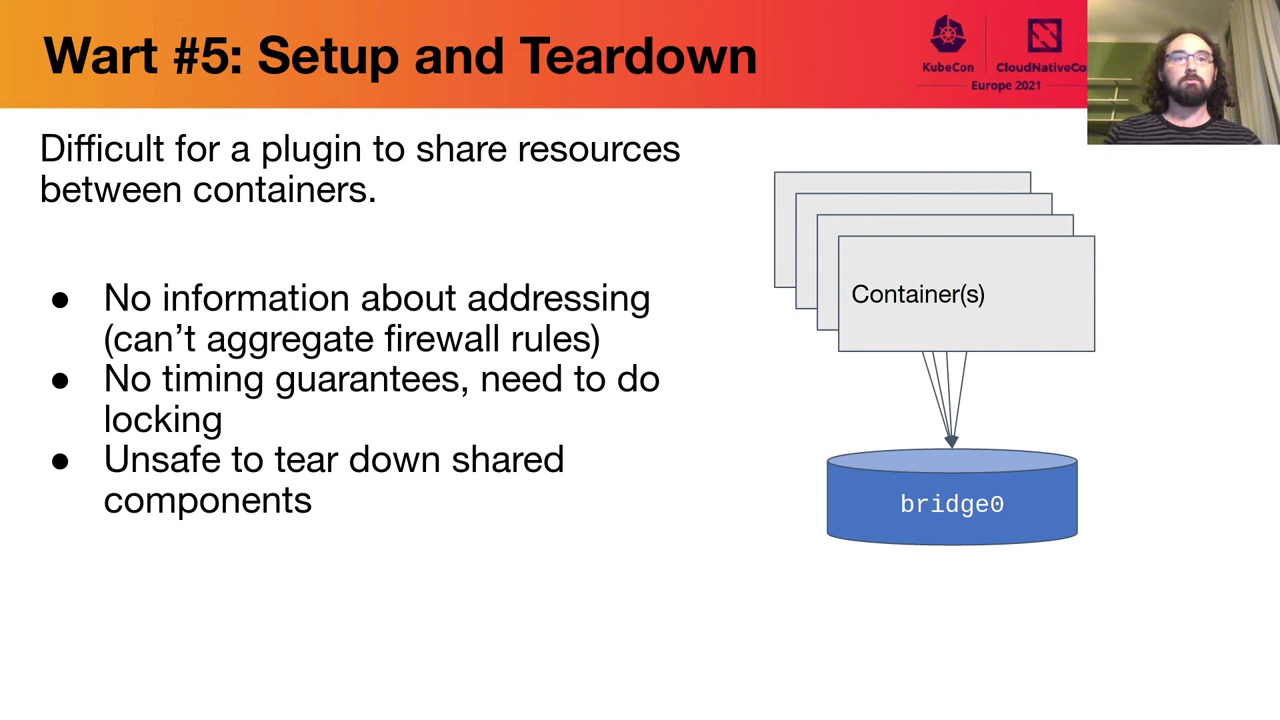 Wart #5: Setup and Teardown
KubeCon
CloudNativeCo
Europe 2021
Difficult for a plugin to share resources
between containers.
● No information about addressing
(can’t aggregate firewall rules)
● No timing guarantees, need to do
locking
● Unsafe to tear down shared
components
Container(s)
bridge0